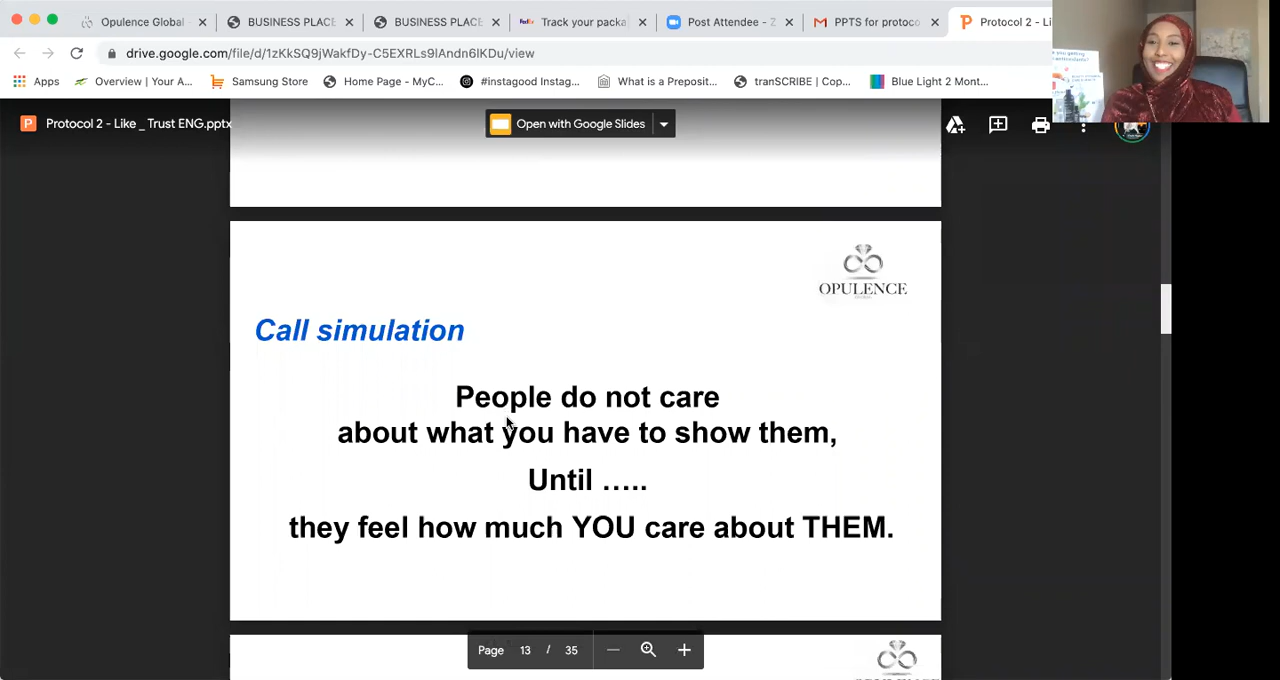 Opulence Global
BUSINESS PLACE
BUSINESS PLACE
FedEx
Track your packa
Post Attendee - Z
PPTS for protoco
Protocol 2 - Li
drive.google.com/file/d/1zKkSQ9jWakfDv-C5EXRLs9lAndn6lKDu/view
Apps
Overview | Your A...
Samsung Store
Home Page - MyC...
#instagood Instag...
What is a Preposit...
tranSCRIBE | Cop...
Blue Light 2 Mont...
P
Protocol 2 - Like _ Trust ENG.pptx
Open with Google Slides
OPULENCE
Call simulation
People do not care
about what you have to show them,
Until .....
they feel how much YOU care about THEM.
Page 13 / 35